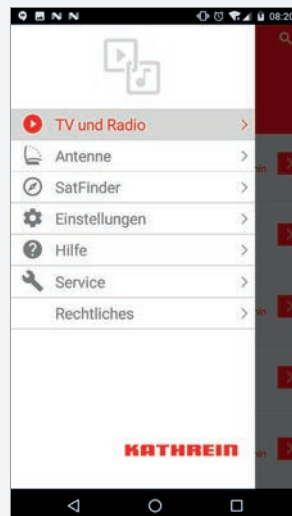 08:20
TV und Radio
Antenne
SatFinder
Einstellungen
Hilfe
Service
Rechtliches
KATHREIN